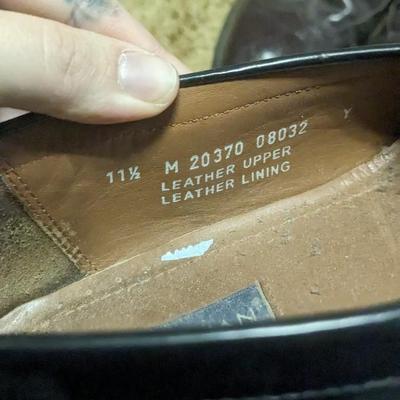 11½ M 20370 08032 Y
LEATHER UPPER
LEATHER LINING